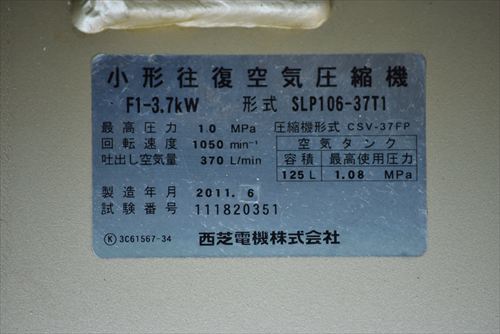 小形往復空気圧縮機
F1-3.7kW 形式 SLP106-37T1
最高圧力 1.0 MPa 圧縮機形式 CSV-37FP
回転速度 1050 min⁻¹ 空気タンク
吐出し空気量 370 L/min 容積 最高使用圧力
125 L 1.08 MPa
製造年月 2011. 6
試験番号 111820351
Ⓚ 3C61567-34 西芝電機株式会社